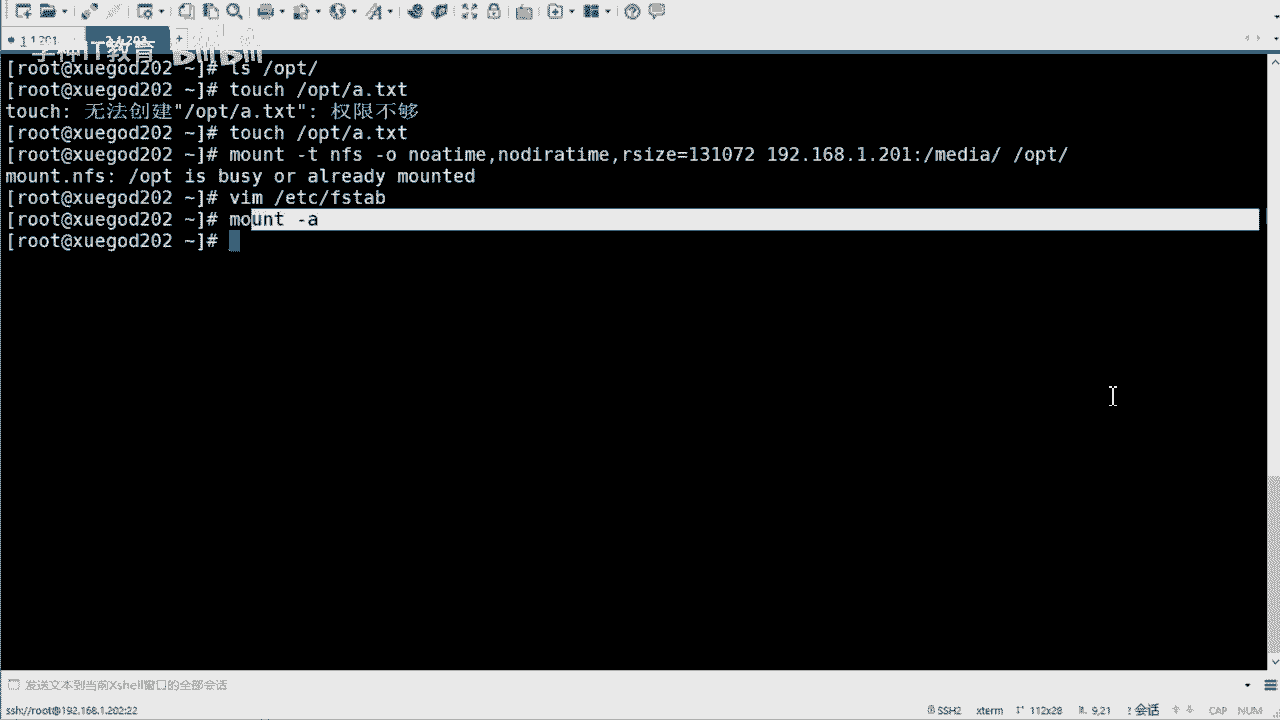 1 1.201
2 1.202
学神IT教育 bilibili
[root@xuegod202 ~]# ls /opt/
[root@xuegod202 ~]# touch /opt/a.txt
touch: 无法创建"/opt/a.txt": 权限不够
[root@xuegod202 ~]# touch /opt/a.txt
[root@xuegod202 ~]# mount -t nfs -o noatime,nodiratime,rsize=131072 192.168.1.201:/media/ /opt/
mount.nfs: /opt is busy or already mounted
[root@xuegod202 ~]# vim /etc/fstab
[root@xuegod202 ~]# mount -a
[root@xuegod202 ~]#
发送文本到当前Xshell窗口的全部会话
ssh://root@192.168.1.202:22
SSH2 xterm 112x28 9,21 会话 CAP NUM